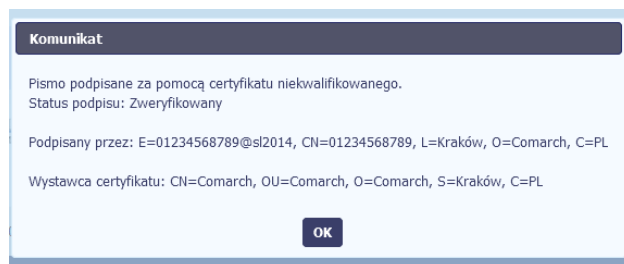 Komunikat
Pismo podpisane za pomocą certyfikatu niekwalifikowanego.
Status podpisu: Zweryfikowany
Podpisany przez: E=01234568789@sl2014, CN=01234568789, L=Kraków, O=Comarch, C=PL
Wystawca certyfikatu: CN=Comarch, OU=Comarch, O=Comarch, S=Kraków, C=PL
OK